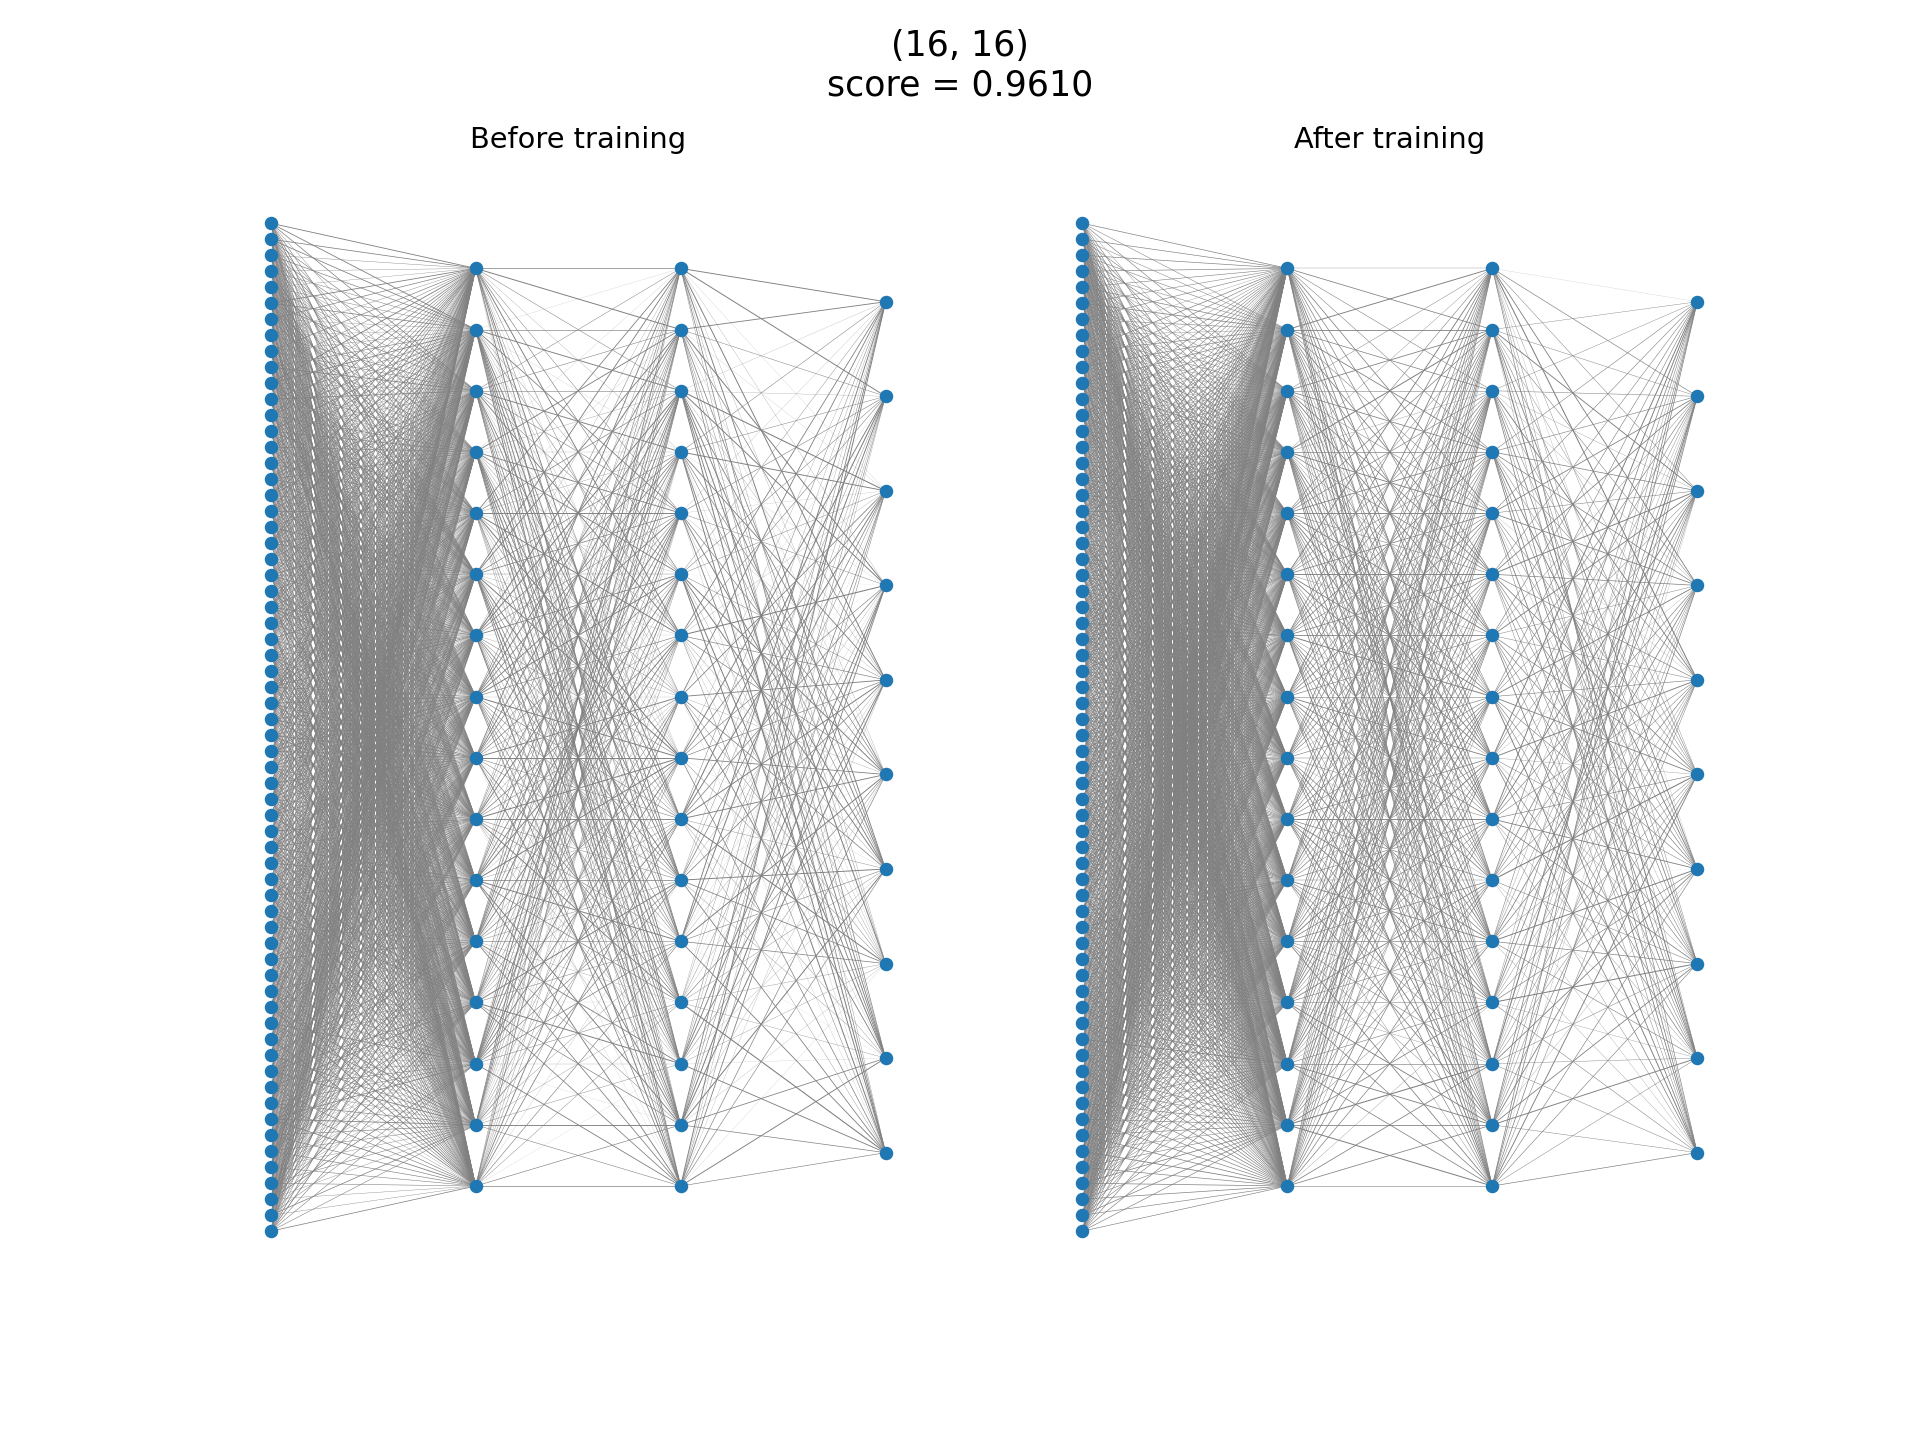 (16, 16)
score = 0.9610
Before training
After training